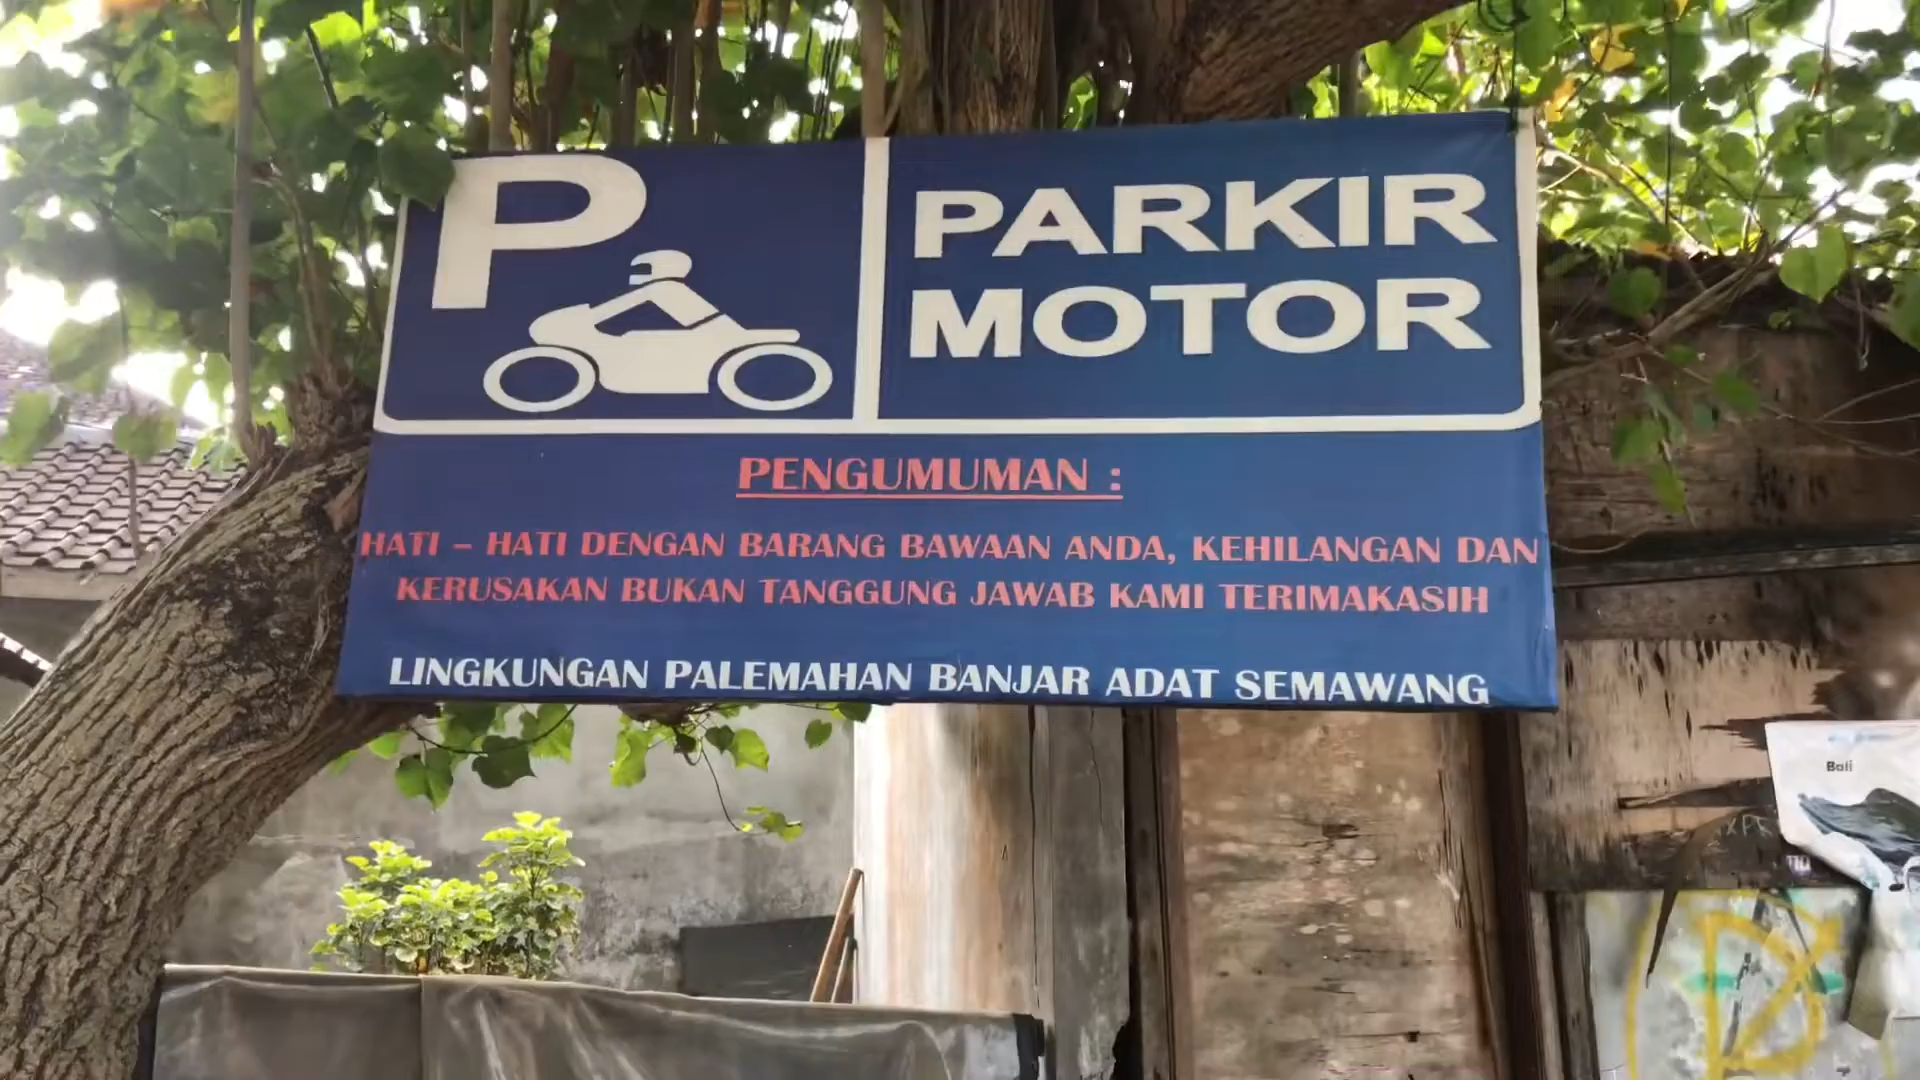 P
PARKIR
MOTOR
PENGUMUMAN :
HATI – HATI DENGAN BARANG BAWAAN ANDA, KEHILANGAN DAN
KERUSAKAN BUKAN TANGGUNG JAWAB KAMI TERIMAKASIH
LINGKUNGAN PALEMAHAN BANJAR ADAT SEMAWANG
Bali